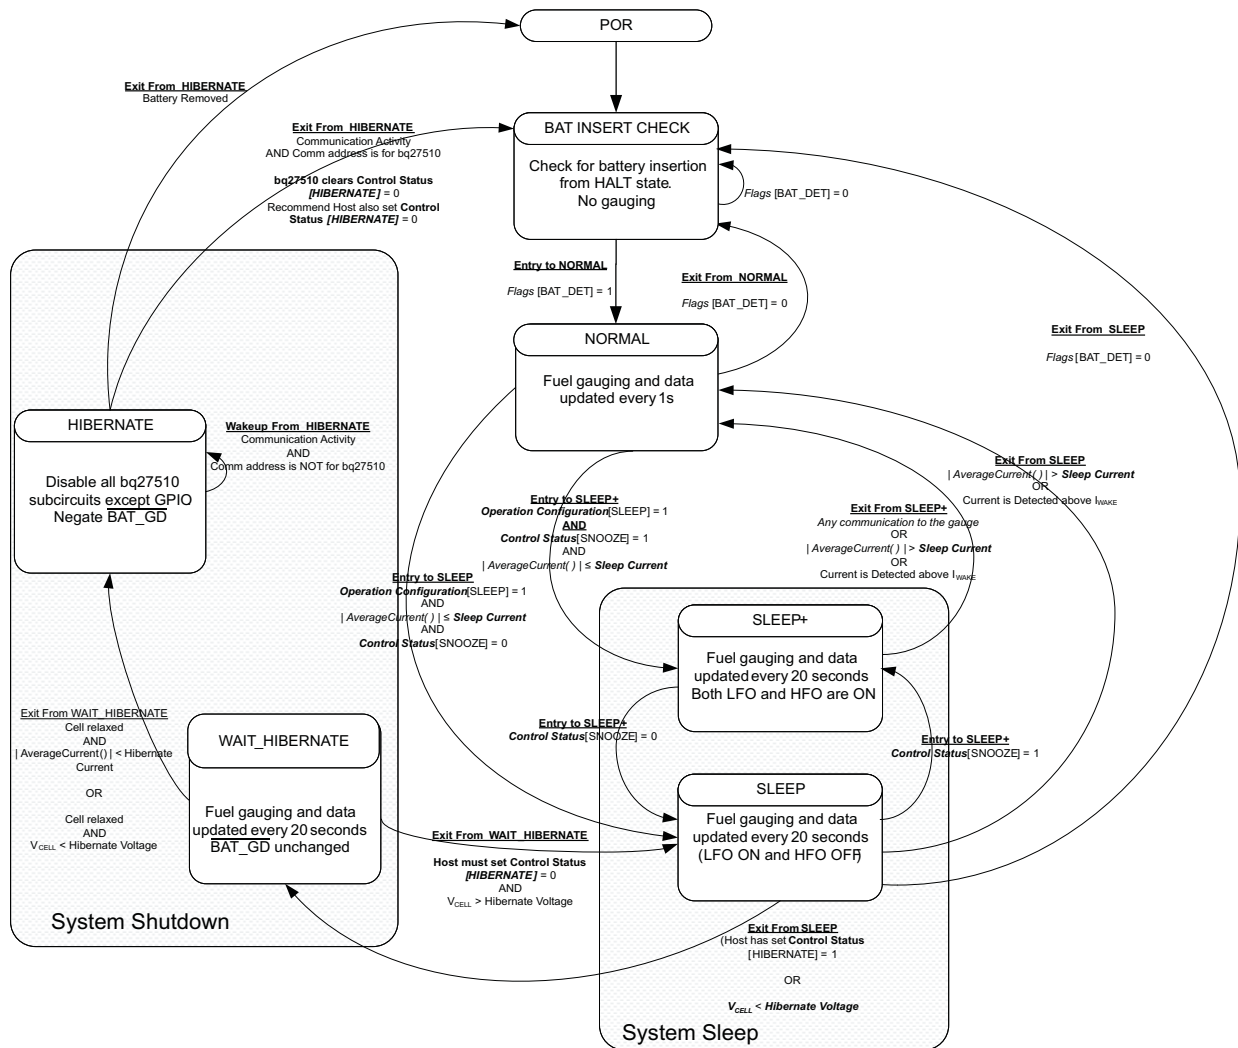 POR
Exit From HIBERNATE
Battery Removed
Exit From HIBERNATE
Communication Activity
AND Comm address is for bq27510
bq27510 clears Control Status
[HIBERNATE] = 0
Recommend Host also set Control
Status [HIBERNATE] = 0
BAT INSERT CHECK
Check for battery insertion
from HALT state.
No gauging
Flags [BAT_DET] = 0
Entry to NORMAL
Flags [BAT_DET] = 1
Exit From NORMAL
Flags [BAT_DET] = 0
Exit From SLEEP
Flags [BAT_DET] = 0
NORMAL
Fuel gauging and data
updated every 1s
HIBERNATE
Disable all bq27510
subcircuits except GPIO
Negate BAT_GD
Wakeup From HIBERNATE
Communication Activity
AND
Comm address is NOT for bq27510
Exit From SLEEP
| AverageCurrent( ) | > Sleep Current
OR
Current is Detected above IWAKE
Entry to SLEEP+
Operation Configuration[SLEEP] = 1
AND
Control Status[SNOOZE] = 1
AND
| AverageCurrent( ) | ≤ Sleep Current
Exit From SLEEP+
Any communication to the gauge
OR
| AverageCurrent( ) | > Sleep Current
OR
Current is Detected above IWAKE
Entry to SLEEP
Operation Configuration[SLEEP] = 1
AND
| AverageCurrent( ) | ≤ Sleep Current
AND
Control Status[SNOOZE] = 0
SLEEP+
Fuel gauging and data
updated every 20 seconds
Both LFO and HFO are ON
Entry to SLEEP+
Control Status[SNOOZE] = 0
Entry to SLEEP+
Control Status[SNOOZE] = 1
Exit From WAIT_HIBERNATE
Cell relaxed
AND
| AverageCurrent() | < Hibernate
Current
OR
Cell relaxed
AND
VCELL < Hibernate Voltage
WAIT_HIBERNATE
Fuel gauging and data
updated every 20 seconds
BAT_GD unchanged
SLEEP
Fuel gauging and data
updated every 20 seconds
(LFO ON and HFO OFF)
Exit From WAIT_HIBERNATE
Host must set Control Status
[HIBERNATE] = 0
AND
VCELL > Hibernate Voltage
System Shutdown
Exit From SLEEP
(Host has set Control Status
[HIBERNATE] = 1
OR
VCELL < Hibernate Voltage
System Sleep